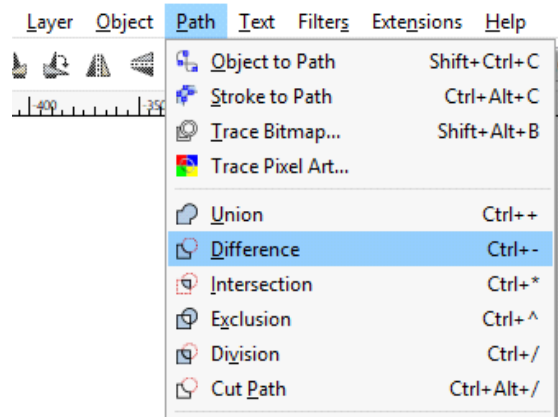 Layer Object Path Text Filters Extensions Help
-400 -350
Object to Path Shift+Ctrl+C
Stroke to Path Ctrl+Alt+C
Trace Bitmap... Shift+Alt+B
Trace Pixel Art...
Union Ctrl++
Difference Ctrl+-
Intersection Ctrl+*
Exclusion Ctrl+^
Division Ctrl+/
Cut Path Ctrl+Alt+/